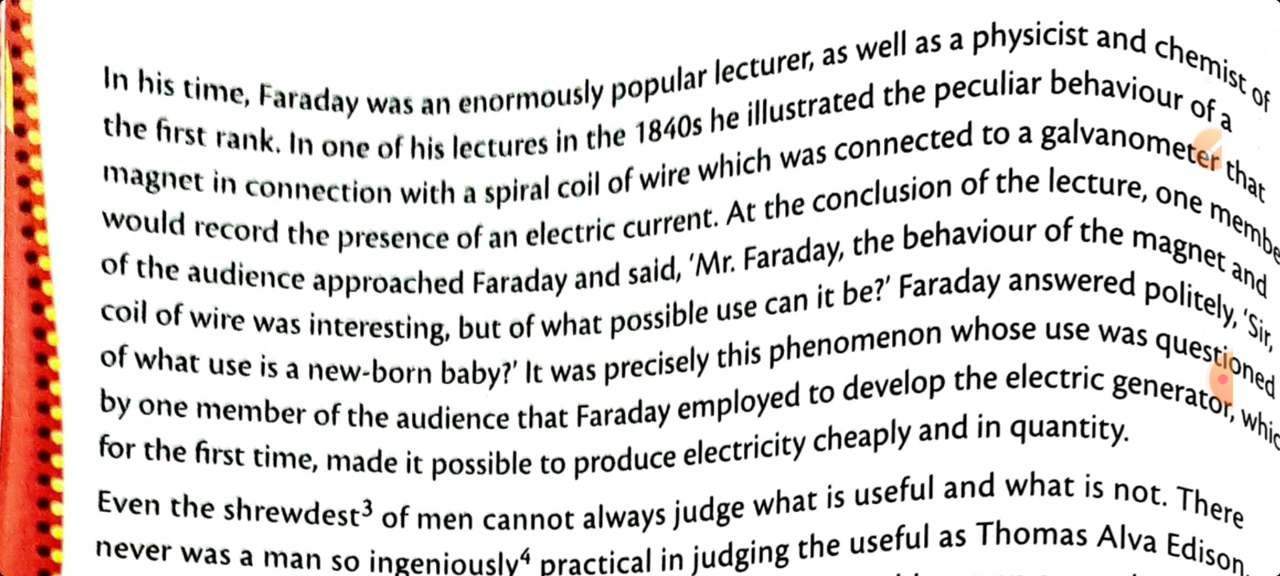 In his time, Faraday was an enormously popular lecturer, as well as a physicist and chemist of
the first rank. In one of his lectures in the 1840s he illustrated the peculiar behaviour of a
magnet in connection with a spiral coil of wire which was connected to a galvanometer that
would record the presence of an electric current. At the conclusion of the lecture, one membe
of the audience approached Faraday and said, ‘Mr. Faraday, the behaviour of the magnet and
coil of wire was interesting, but of what possible use can it be?’ Faraday answered politely, ‘Sir,
of what use is a new-born baby?’ It was precisely this phenomenon whose use was questioned
by one member of the audience that Faraday employed to develop the electric generator, whic
for the first time, made it possible to produce electricity cheaply and in quantity.
Even the shrewdest³ of men cannot always judge what is useful and what is not. There
never was a man so ingeniously⁴ practical in judging the useful as Thomas Alva Edison,